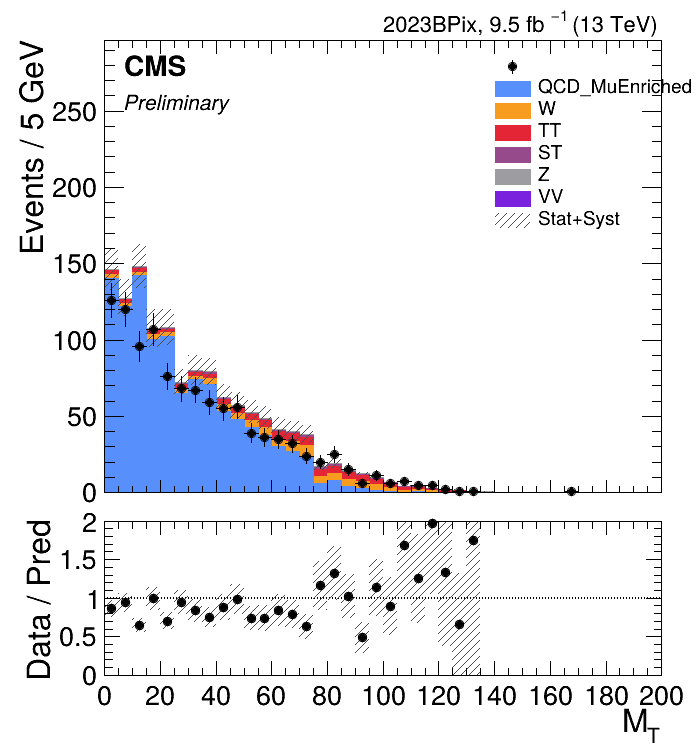 2023BPix, 9.5 fb⁻¹ (13 TeV)
CMS
Preliminary
QCD_MuEnriched
W
TT
ST
Z
VV
Stat+Syst
Events / 5 GeV
250
200
150
100
50
0
Data / Pred
2
1.5
1
0.5
0
0 20 40 60 80 100 120 140 160 180 200
M_T